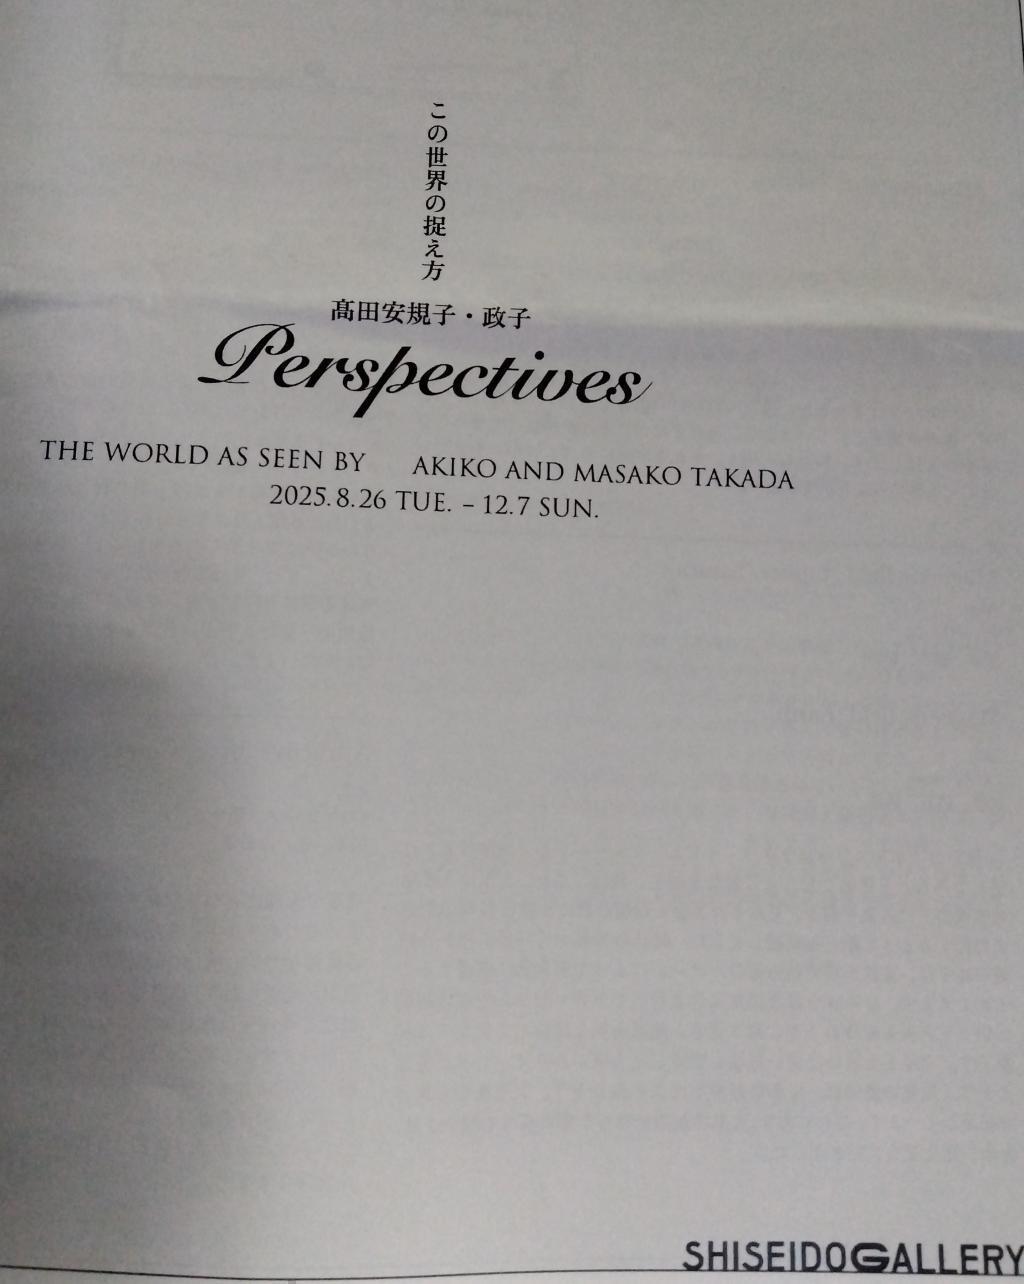 この世界の捉え方
髙田安規子・政子
Perspectives
THE WORLD AS SEEN BY AKIKO AND MASAKO TAKADA
2025.8.26 TUE. – 12.7 SUN.
SHISEIDO GALLERY